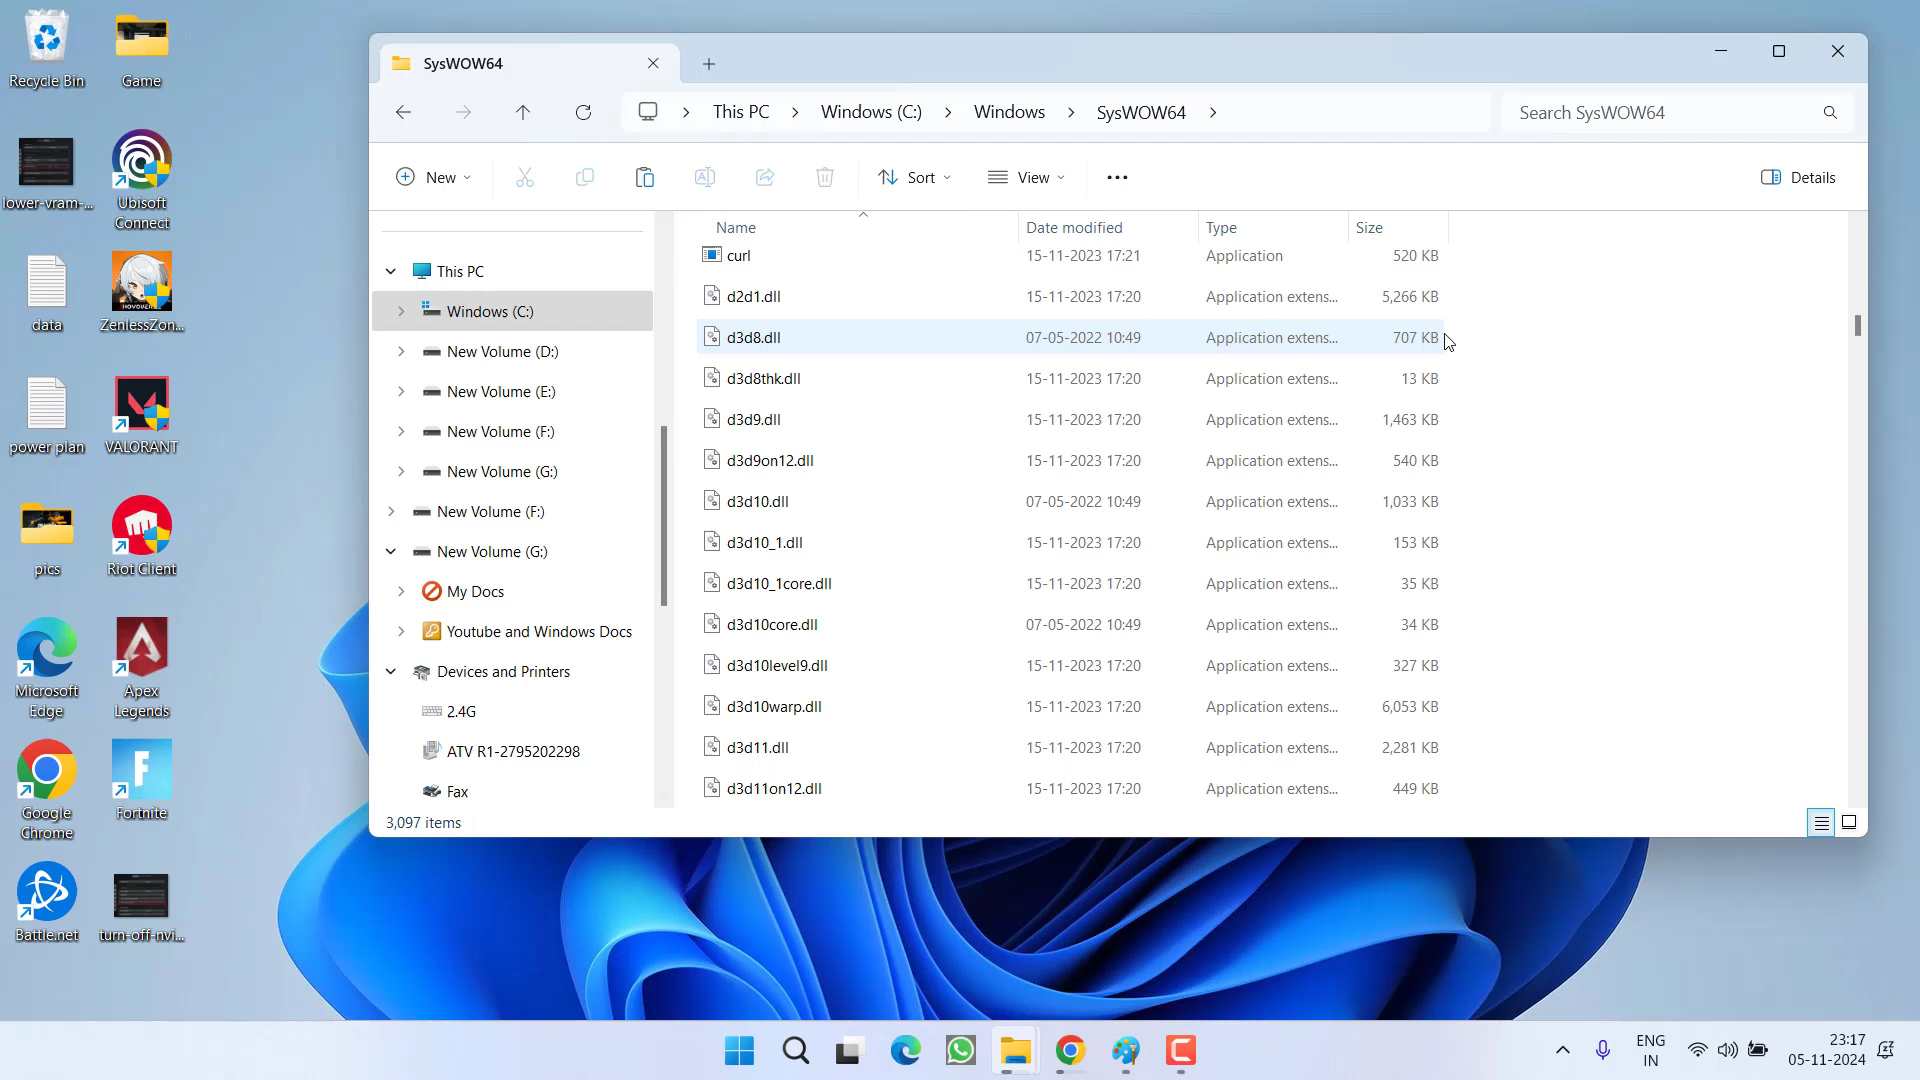 Recycle Bin
Game
lower-vram-...
Ubisoft
Connect
data
ZenlessZon...
power plan
VALORANT
pics
Riot Client
Microsoft
Edge
Apex
Legends
Google
Chrome
Fortnite
Battle.net
turn-off-nvi...
SysWOW64
This PC
Windows (C:)
Windows
SysWOW64
Search SysWOW64
New
Sort
View
Details
This PC
Windows (C:)
New Volume (D:)
New Volume (E:)
New Volume (F:)
New Volume (G:)
New Volume (F:)
New Volume (G:)
My Docs
Youtube and Windows Docs
Devices and Printers
2.4G
ATV R1-2795202298
Fax
Name Date modified Type Size
curl 15-11-2023 17:21 Application 520 KB
d2d1.dll 15-11-2023 17:20 Application extens... 5,266 KB
d3d8.dll 07-05-2022 10:49 Application extens... 707 KB
d3d8thk.dll 15-11-2023 17:20 Application extens... 13 KB
d3d9.dll 15-11-2023 17:20 Application extens... 1,463 KB
d3d9on12.dll 15-11-2023 17:20 Application extens... 540 KB
d3d10.dll 07-05-2022 10:49 Application extens... 1,033 KB
d3d10_1.dll 15-11-2023 17:20 Application extens... 153 KB
d3d10_1core.dll 15-11-2023 17:20 Application extens... 35 KB
d3d10core.dll 07-05-2022 10:49 Application extens... 34 KB
d3d10level9.dll 15-11-2023 17:20 Application extens... 327 KB
d3d10warp.dll 15-11-2023 17:20 Application extens... 6,053 KB
d3d11.dll 15-11-2023 17:20 Application extens... 2,281 KB
d3d11on12.dll 15-11-2023 17:20 Application extens... 449 KB
3,097 items
ENG
IN
23:17
05-11-2024